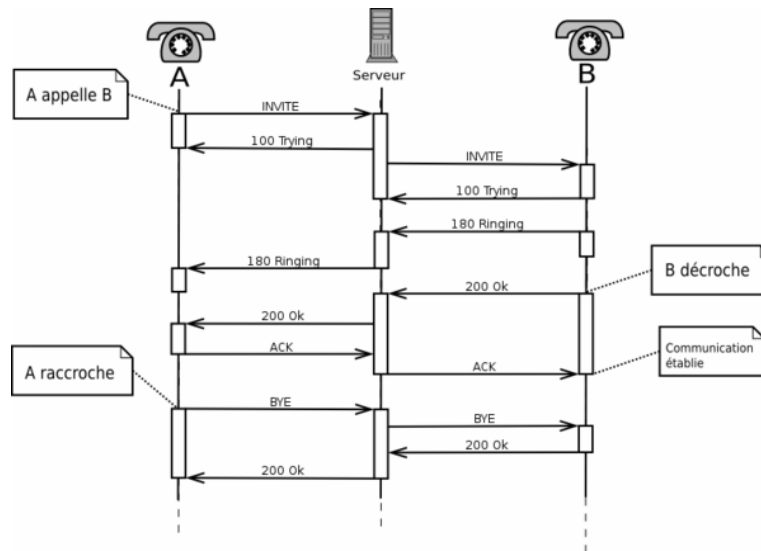 A
Serveur
B
A appelle B
INVITE
100 Trying
INVITE
100 Trying
180 Ringing
180 Ringing
B décroche
200 Ok
200 Ok
ACK
Communication
établie
A raccroche
ACK
BYE
BYE
200 Ok
200 Ok